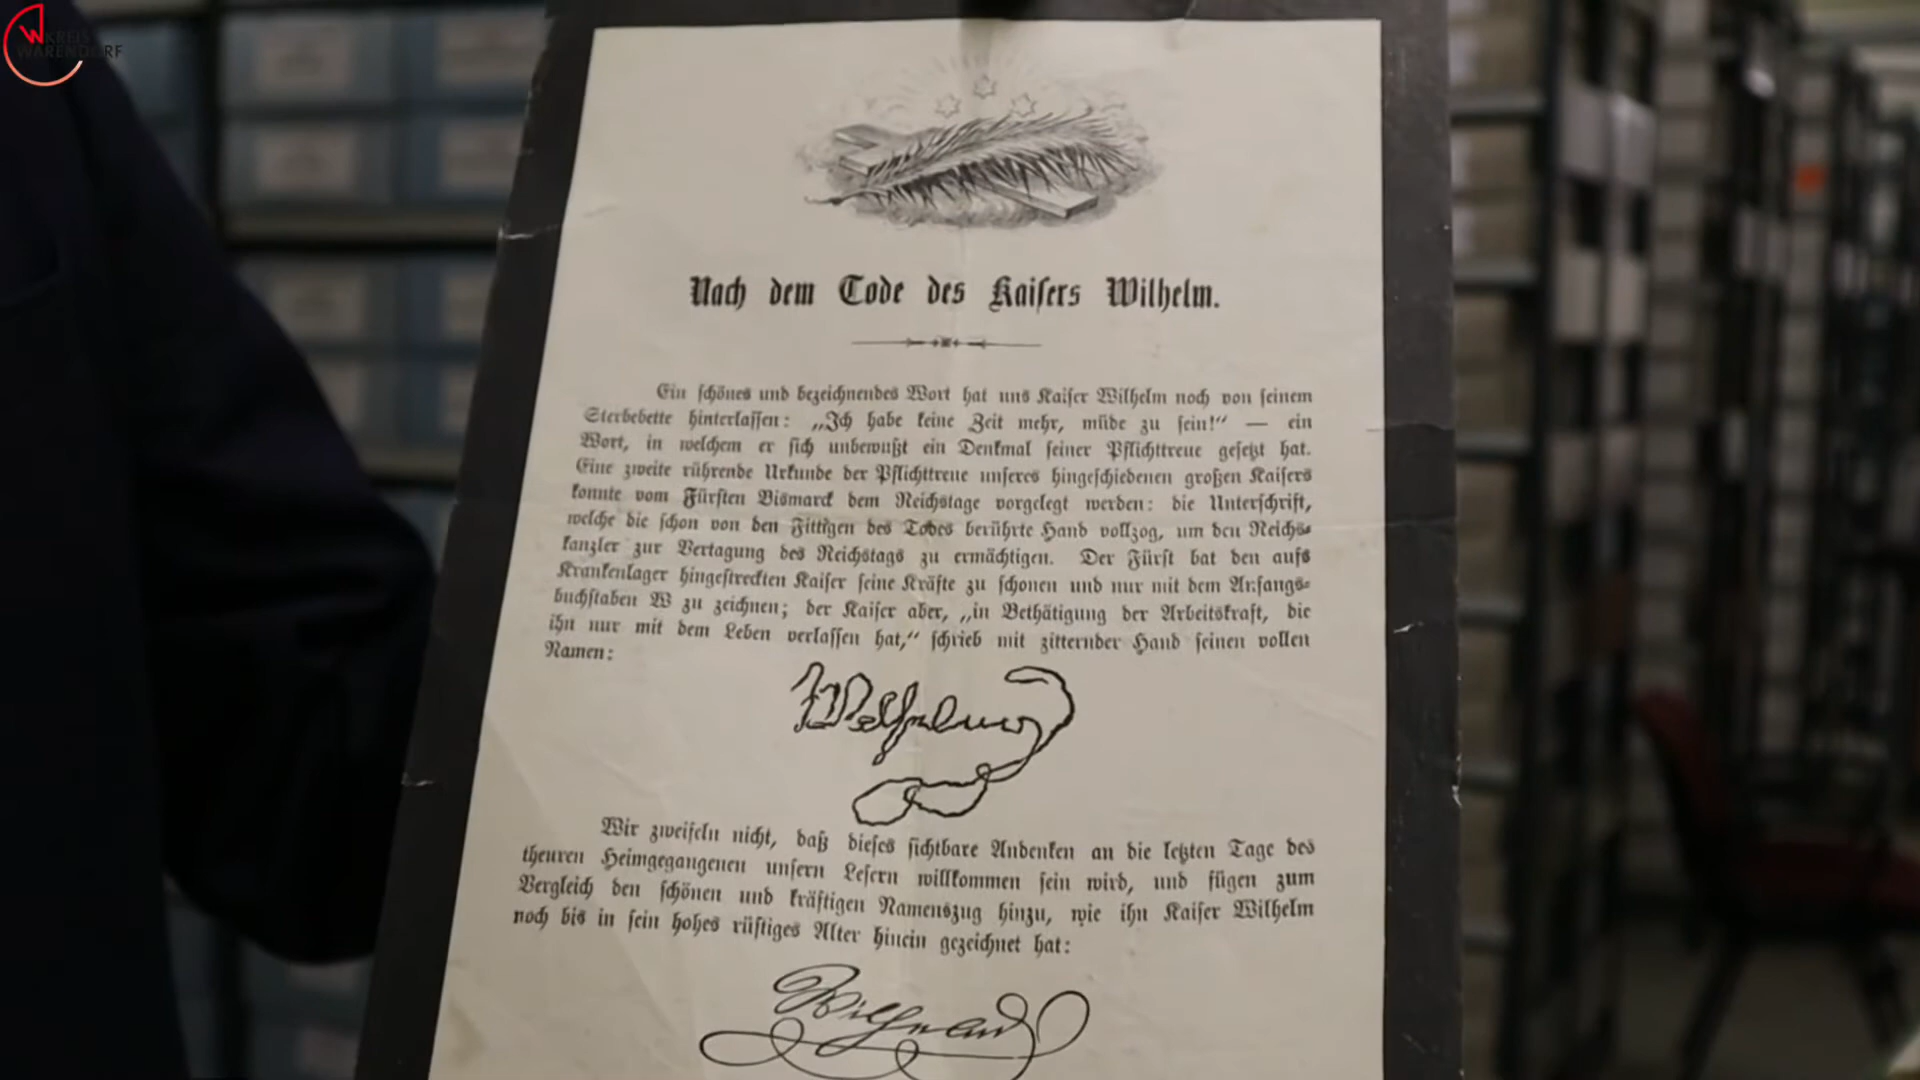 KREIS
WARENDORF
Nach dem Tode des Kaisers Wilhelm.
Ein schönes und bezeichnendes Wort hat uns Kaiser Wilhelm noch von seinem
Sterbebette hinterlassen: „Ich habe keine Zeit mehr, müde zu sein!“ — ein
Wort, in welchem er sich unbewußt ein Denkmal seiner Pflichttreue gesetzt hat.
Eine zweite rührende Urkunde der Pflichttreue unseres hingeschiedenen großen Kaisers
konnte vom Fürsten Bismarck dem Reichstage vorgelegt werden: die Unterschrift,
welche die schon von den Fittigen des Todes berührte Hand vollzog, um den Reichs-
kanzler zur Vertagung des Reichstags zu ermächtigen. Der Fürst bat den aufs
Krankenlager hingestreckten Kaiser seine Kräfte zu schonen und nur mit dem Anfangs-
buchstaben W zu zeichnen; der Kaiser aber, „in Bethätigung der Arbeitskraft, die
ihn nur mit dem Leben verlassen hat,“ schrieb mit zitternder Hand seinen vollen
Namen:
Wilhelm
Wir zweifeln nicht, daß dieses sichtbare Andenken an die letzten Tage des
theuren Heimgegangenen unsern Lesern willkommen sein wird, und fügen zum
Vergleich den schönen und kräftigen Namenszug hinzu, wie ihn Kaiser Wilhelm
noch bis in sein hohes rüstiges Alter hinein gezeichnet hat:
Wilhelm